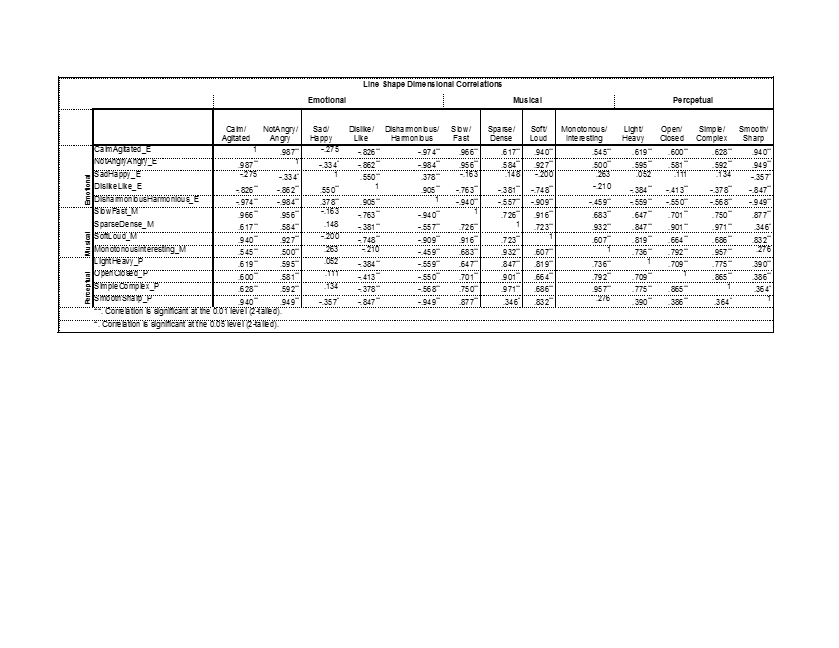 Line Shape Dimensional Correlations
Emotional Musical Percpetual
Calm/ Agitated NotAngry/ Angry Sad/ Happy Dislike/ Like Disharmonious/ Harmonious Slow/ Fast Sparse/ Dense Soft/ Loud Monotonous/ Interesting Light/ Heavy Open/ Closed Simple/ Complex Smooth/ Sharp
Emotional
CalmAgitated_E 1 .987** -.275 -.826** -.974** .966** .617** .940** .545** .619** .600** .628** .940**
NotAngryAngry_E .987** 1 -.334* -.862** -.984** .956** .584** .927** .500** .595** .581** .592** .949**
SadHappy_E -.275 -.334* 1 .550** .378** -.163 .148 -.200 .263 .052 .111 .134 -.357*
DislikeLike_E -.826** -.862** .550** 1 .905** -.763** -.381** -.748** -.210 -.384** -.413** -.378** -.847**
DisharmoniousHarmonious_E -.974** -.984** .378** .905** 1 -.940** -.557** -.909** -.459** -.559** -.550** -.568** -.949**
Musical
SlowFast_M .966** .956** -.163 -.763** -.940** 1 .726** .916** .683** .647** .701** .750** .877**
SparseDense_M .617** .584** .148 -.381** -.557** .726** 1 .723** .932** .847** .901** .971** .346*
SoftLoud_M .940** .927** -.200 -.748** -.909** .916** .723** 1 .607** .819** .664** .686** .832**
MonotonousInteresting_M .545** .500** .263 -.210 -.459** .683** .932** .607** 1 .736** .792** .957** .276
Perceptual
LightHeavy_P .619** .595** .052 -.384** -.559** .647** .847** .819** .736** 1 .709** .775** .390**
OpenClosed_P .600** .581** .111 -.413** -.550** .701** .901** .664** .792** .709** 1 .865** .386**
SimpleComplex_P .628** .592** .134 -.378** -.568** .750** .971** .686** .957** .775** .865** 1 .364*
SmoothSharp_P .940** .949** -.357* -.847** -.949** .877** .346* .832** .276 .390** .386** .364* 1
**. Correlation is significant at the 0.01 level (2-tailed).
*. Correlation is significant at the 0.05 level (2-tailed).